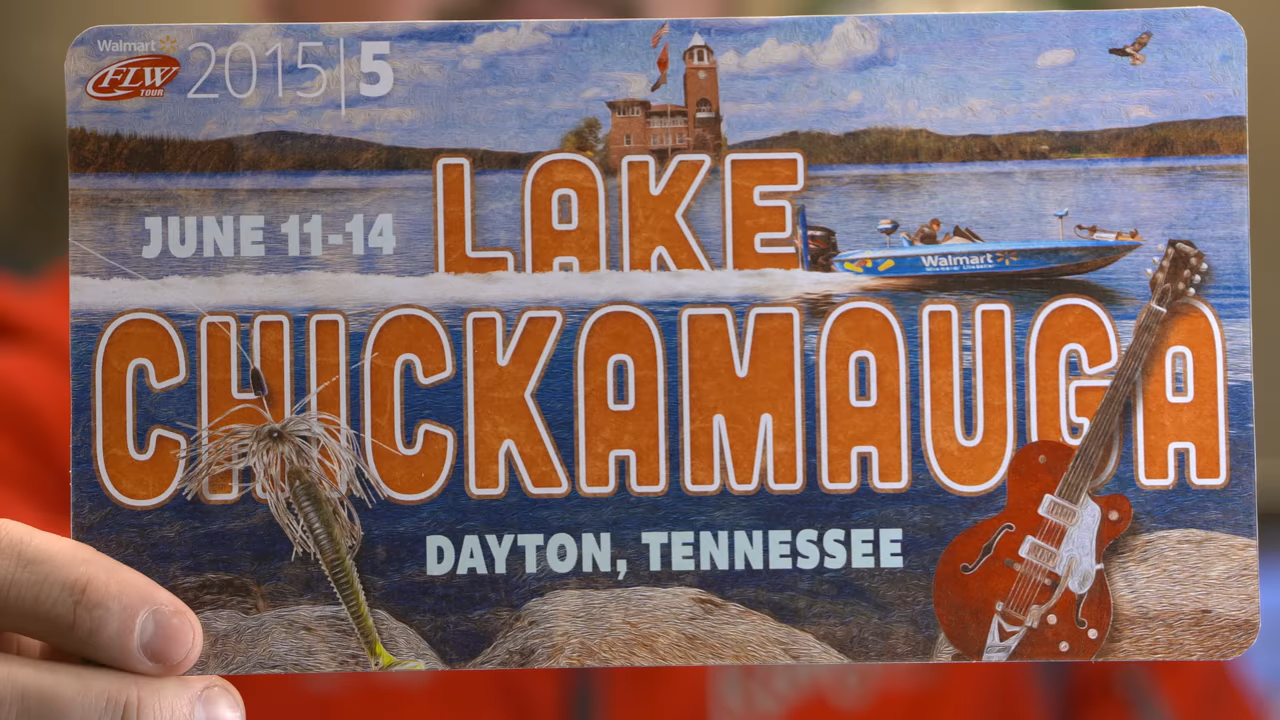 Walmart
FLW
TOUR
2015|5
LAKE
JUNE 11-14
Walmart
CHICKAMAUGA
DAYTON, TENNESSEE